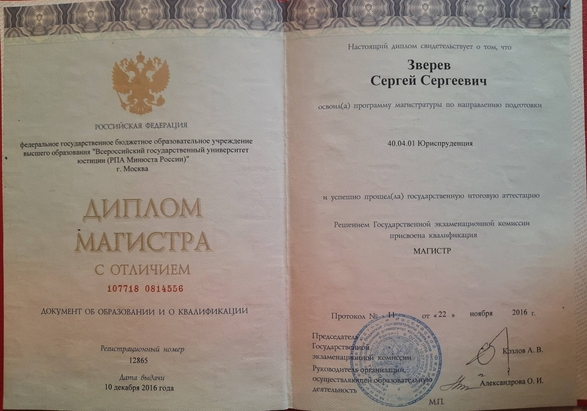 РОССИЙСКАЯ ФЕДЕРАЦИЯ
федеральное государственное бюджетное образовательное учреждение
высшего образования "Всероссийский государственный университет
юстиции (РПА Минюста России)"
г. Москва
ДИПЛОМ
МАГИСТРА
С ОТЛИЧИЕМ
107718 0814556
ДОКУМЕНТ ОБ ОБРАЗОВАНИИ И О КВАЛИФИКАЦИИ
Регистрационный номер
12865
Дата выдачи
10 декабря 2016 года
Настоящий диплом свидетельствует о том, что
Зверев
Сергей Сергеевич
освоил(а) программу магистратуры по направлению подготовки
40.04.01 Юриспруденция
и успешно прошел(ла) государственную итоговую аттестацию
Решением Государственной экзаменационной комиссии
присвоена квалификация
МАГИСТР
Протокол № 11 от «22» ноября 2016 г.
Председатель
Государственной
экзаменационной комиссии Козлов А. В.
Руководитель организации,
осуществляющей образовательную Александрова О. И.
деятельность
М.П.